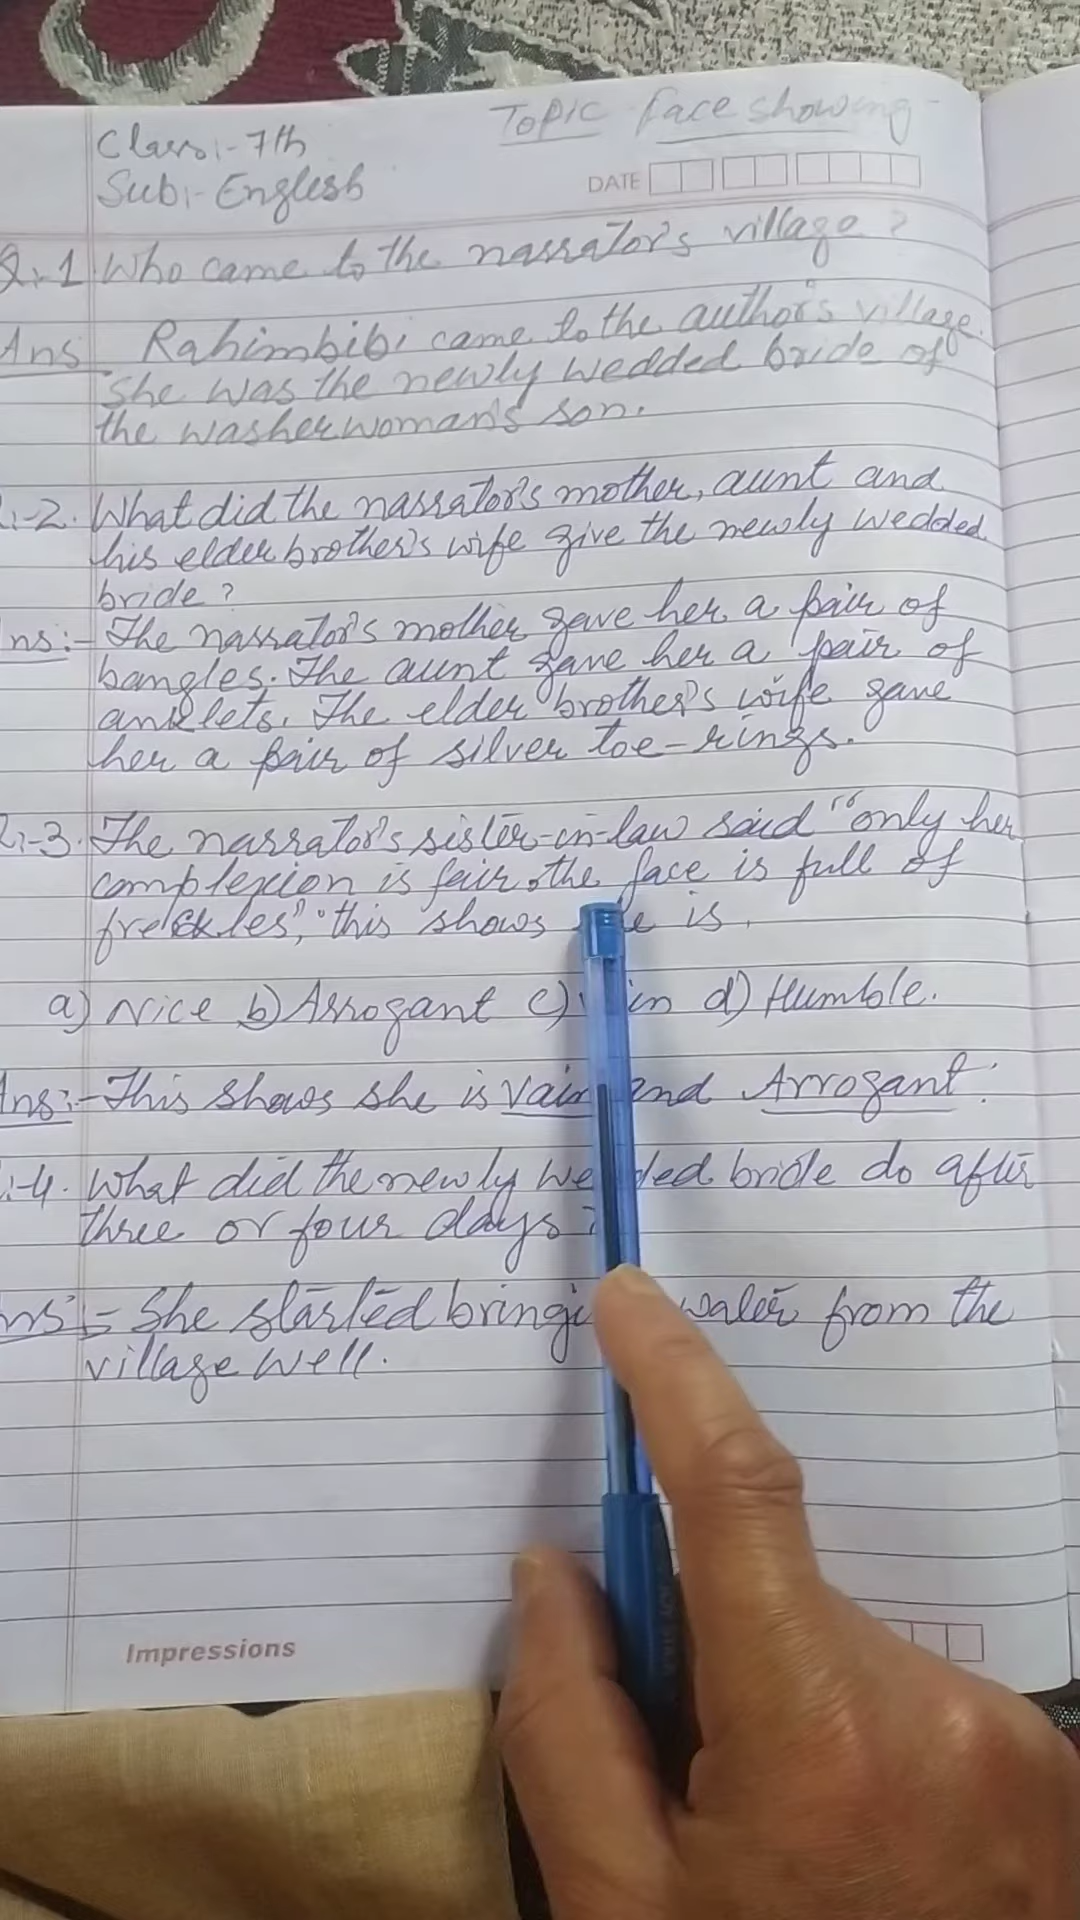 Topic face showing
Class:- 7th
Sub:- English
DATE
Q.1. Who came to the narrator's village?
Ans Rahimbibi came to the author's village.
She was the newly wedded bride of
the washerwoman's son.
:-2. What did the narrator's mother, aunt and
his elder brother's wife give the newly wedded
bride?
ns:- The narrator's mother gave her a pair of
bangles. The aunt gave her a pair of
anklets. The elder brother's wife gave
her a pair of silver toe-rings.
:-3. The narrator's sister-in-law said "only her
complexion is fair, the face is full of
freckles", this shows is.
a) Nice b) Arrogant c) d) Humble.
Ans:- This shows she is Vain and Arrogant.
:-4. What did the newly wedded bride do after
three or four days?
ns:- She started water from the
village well.
Impressions